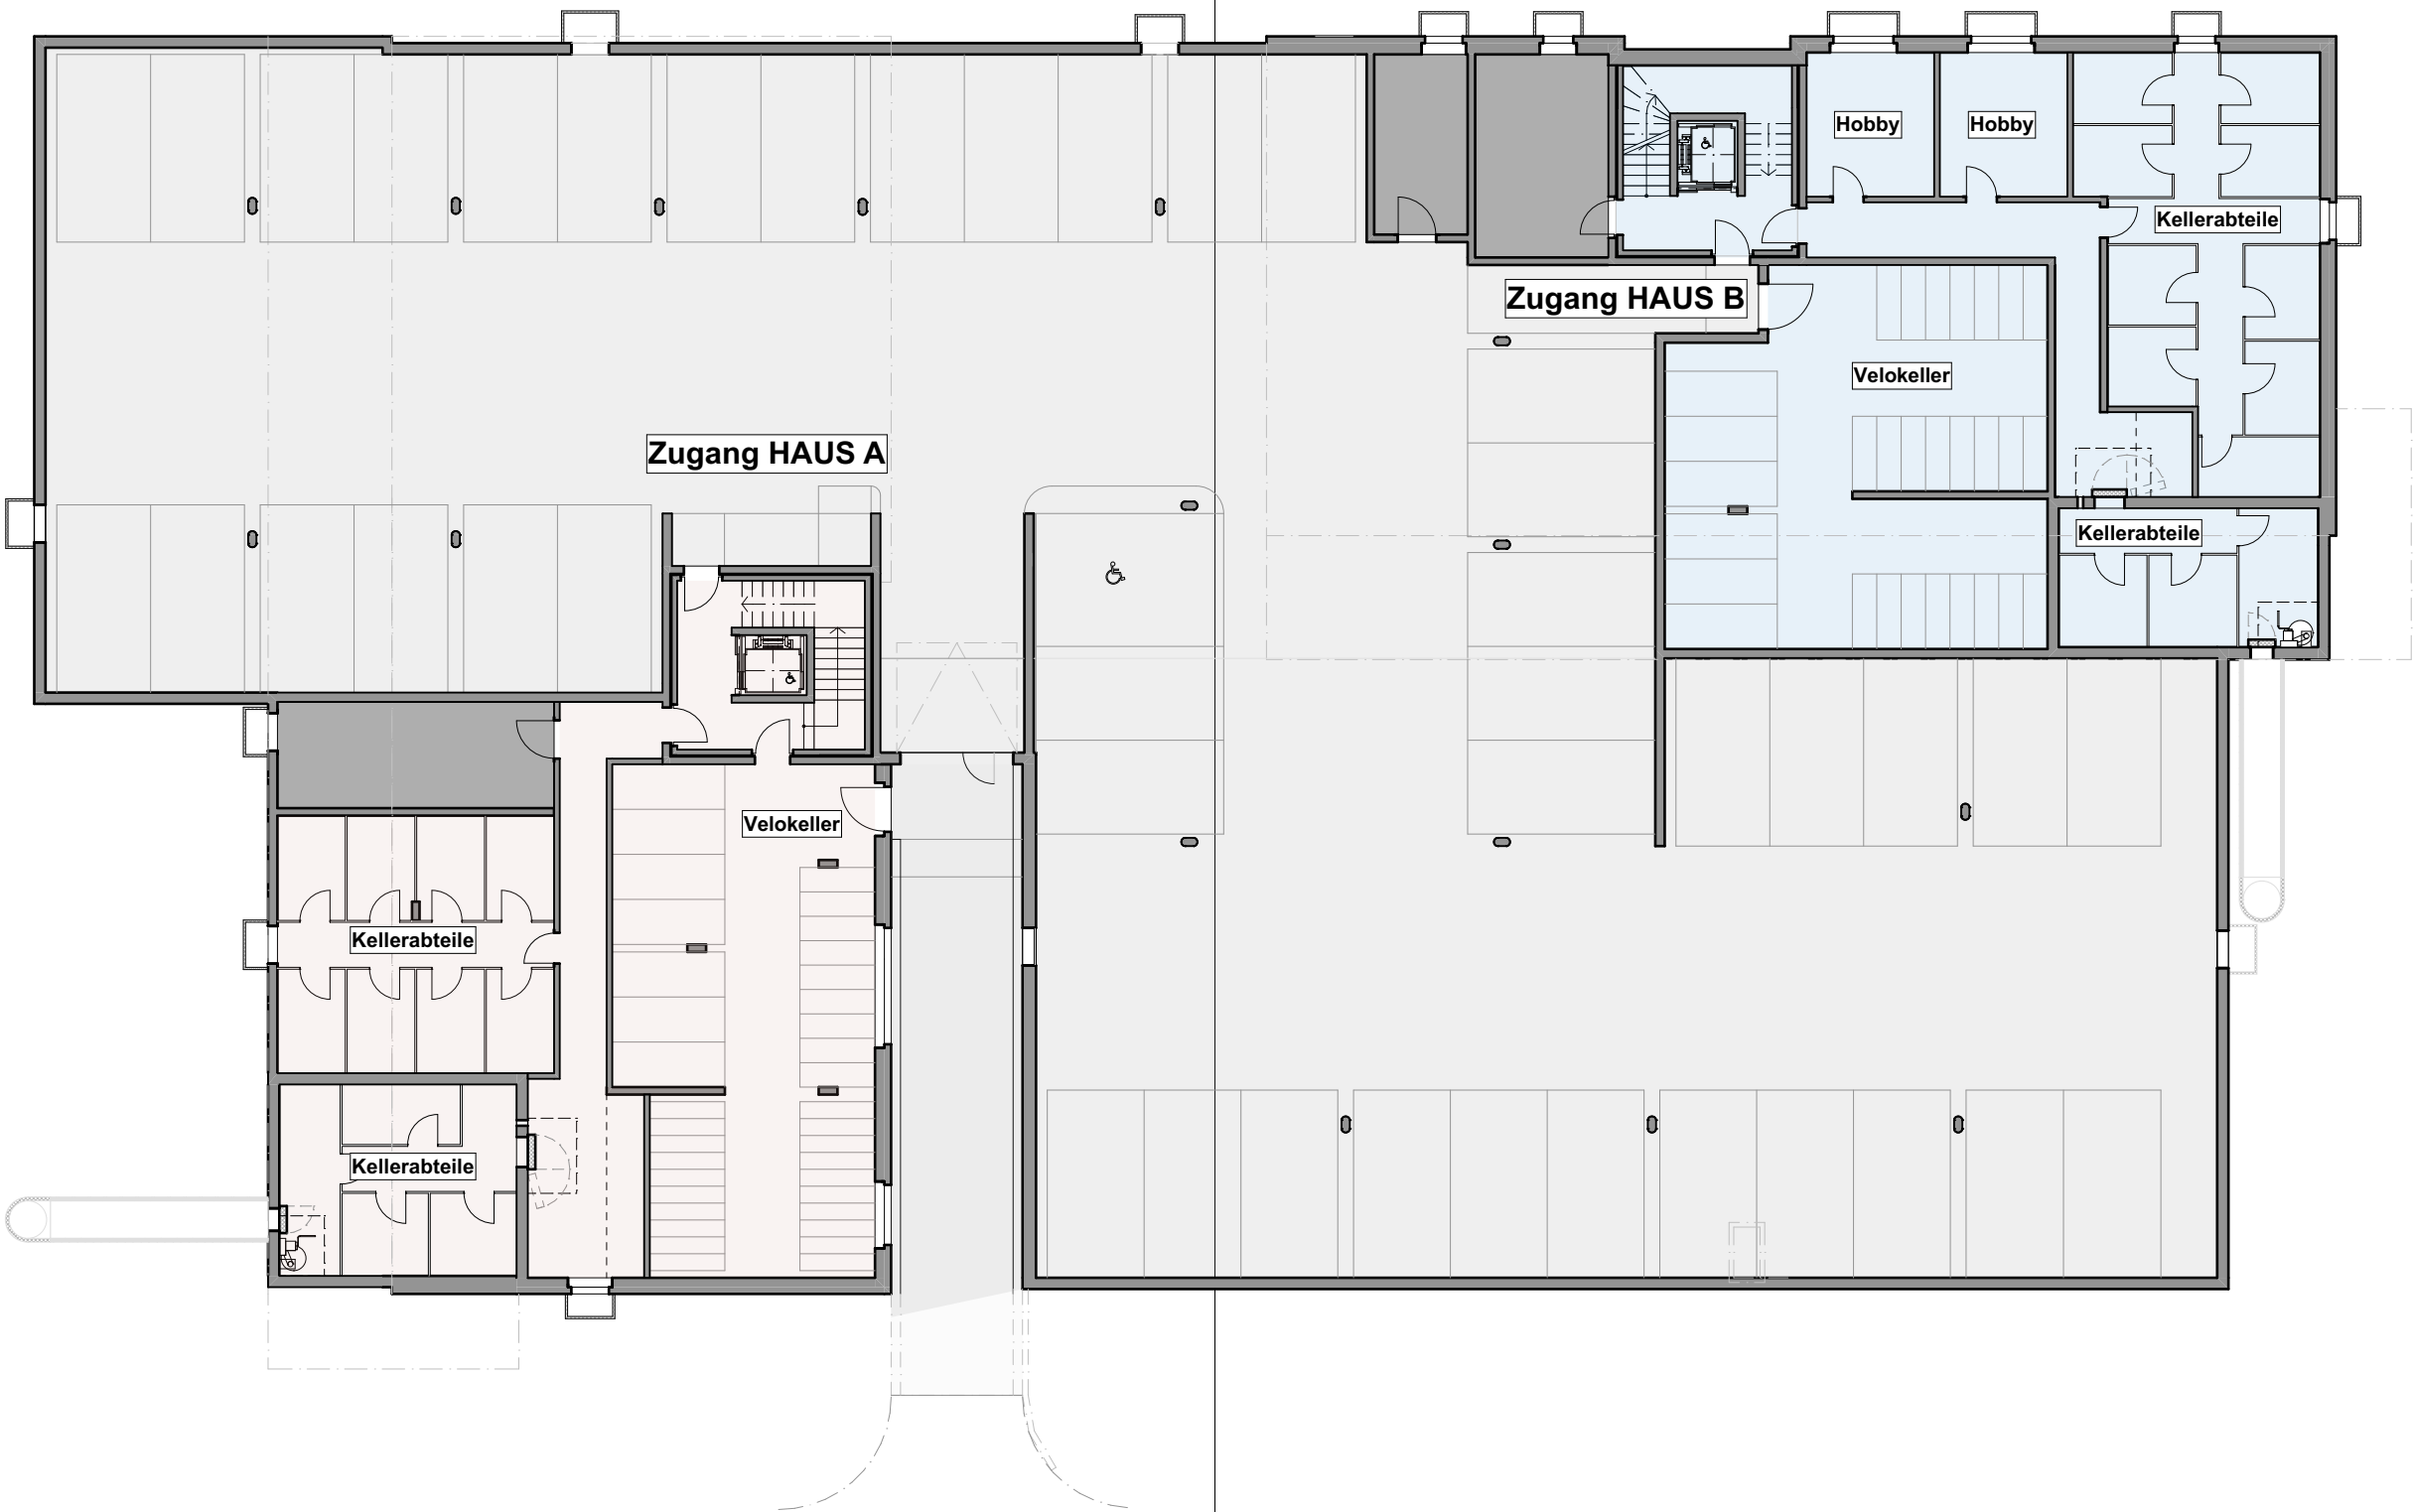 Hobby
Hobby
Kellerabteile
Zugang HAUS B
Velokeller
Zugang HAUS A
Kellerabteile
Velokeller
Kellerabteile
Kellerabteile